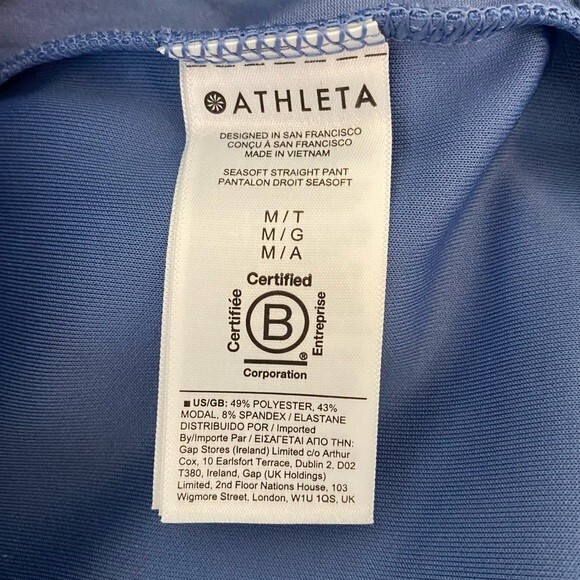 ATHLETA
DESIGNED IN SAN FRANCISCO
CONÇU À SAN FRANCISCO
MADE IN VIETNAM
SEASOFT STRAIGHT PANT
PANTALON DROIT SEASOFT
M / T
M / G
M / A
Certified
Certifiée
B
Entreprise
®
Corporation
■ US/GB: 49% POLYESTER, 43%
MODAL, 8% SPANDEX / ELASTANE
DISTRIBUIDO POR / Imported
By/Importe Par / ΕΙΣΑΓΕΤΑΙ ΑΠΟ ΤΗΝ:
Gap Stores (Ireland) Limited c/o Arthur
Cox, 10 Earlsfort Terrace, Dublin 2, D02
T380, Ireland, Gap (UK Holdings)
Limited, 2nd Floor Nations House, 103
Wigmore Street, London, W1U 1QS, UK